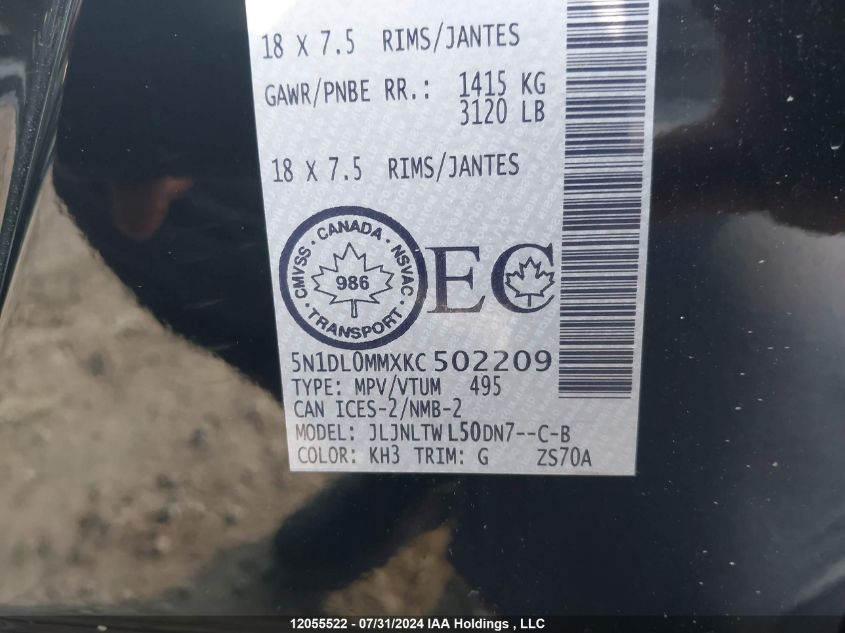 18 X 7.5 RIMS/JANTES
GAWR/PNBE RR.: 1415 KG
3120 LB
18 X 7.5 RIMS/JANTES
CMVSS · CANADA · NSVAC · TRANSPORT ·
986
EC
5N1DL0MMXKC502209
TYPE: MPV/VTUM 495
CAN ICES-2/NMB-2
MODEL: JLJNLTWL50DN7--C-B
COLOR: KH3 TRIM: G ZS70A
12055522 - 07/31/2024 IAA Holdings , LLC